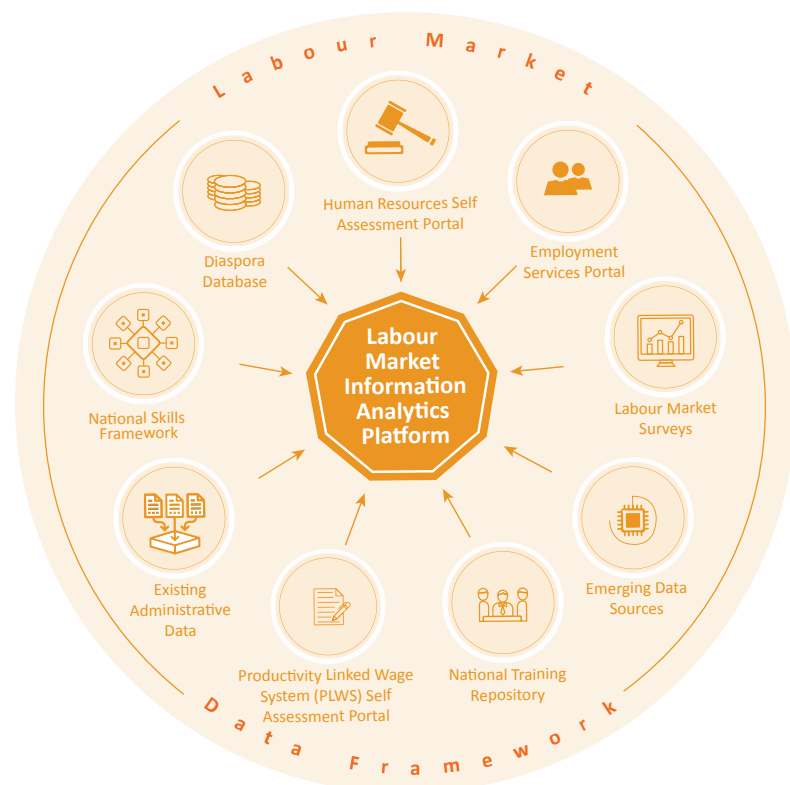 Labour Market
Human Resources Self
Assessment Portal
Employment
Services Portal
Labour Market
Surveys
Emerging Data
Sources
National Training
Repository
Productivity Linked Wage
System (PLWS) Self
Assessment Portal
Existing
Administrative
Data
National Skills
Framework
Diaspora
Database
Labour
Market
Information
Analytics
Platform
Data Framework